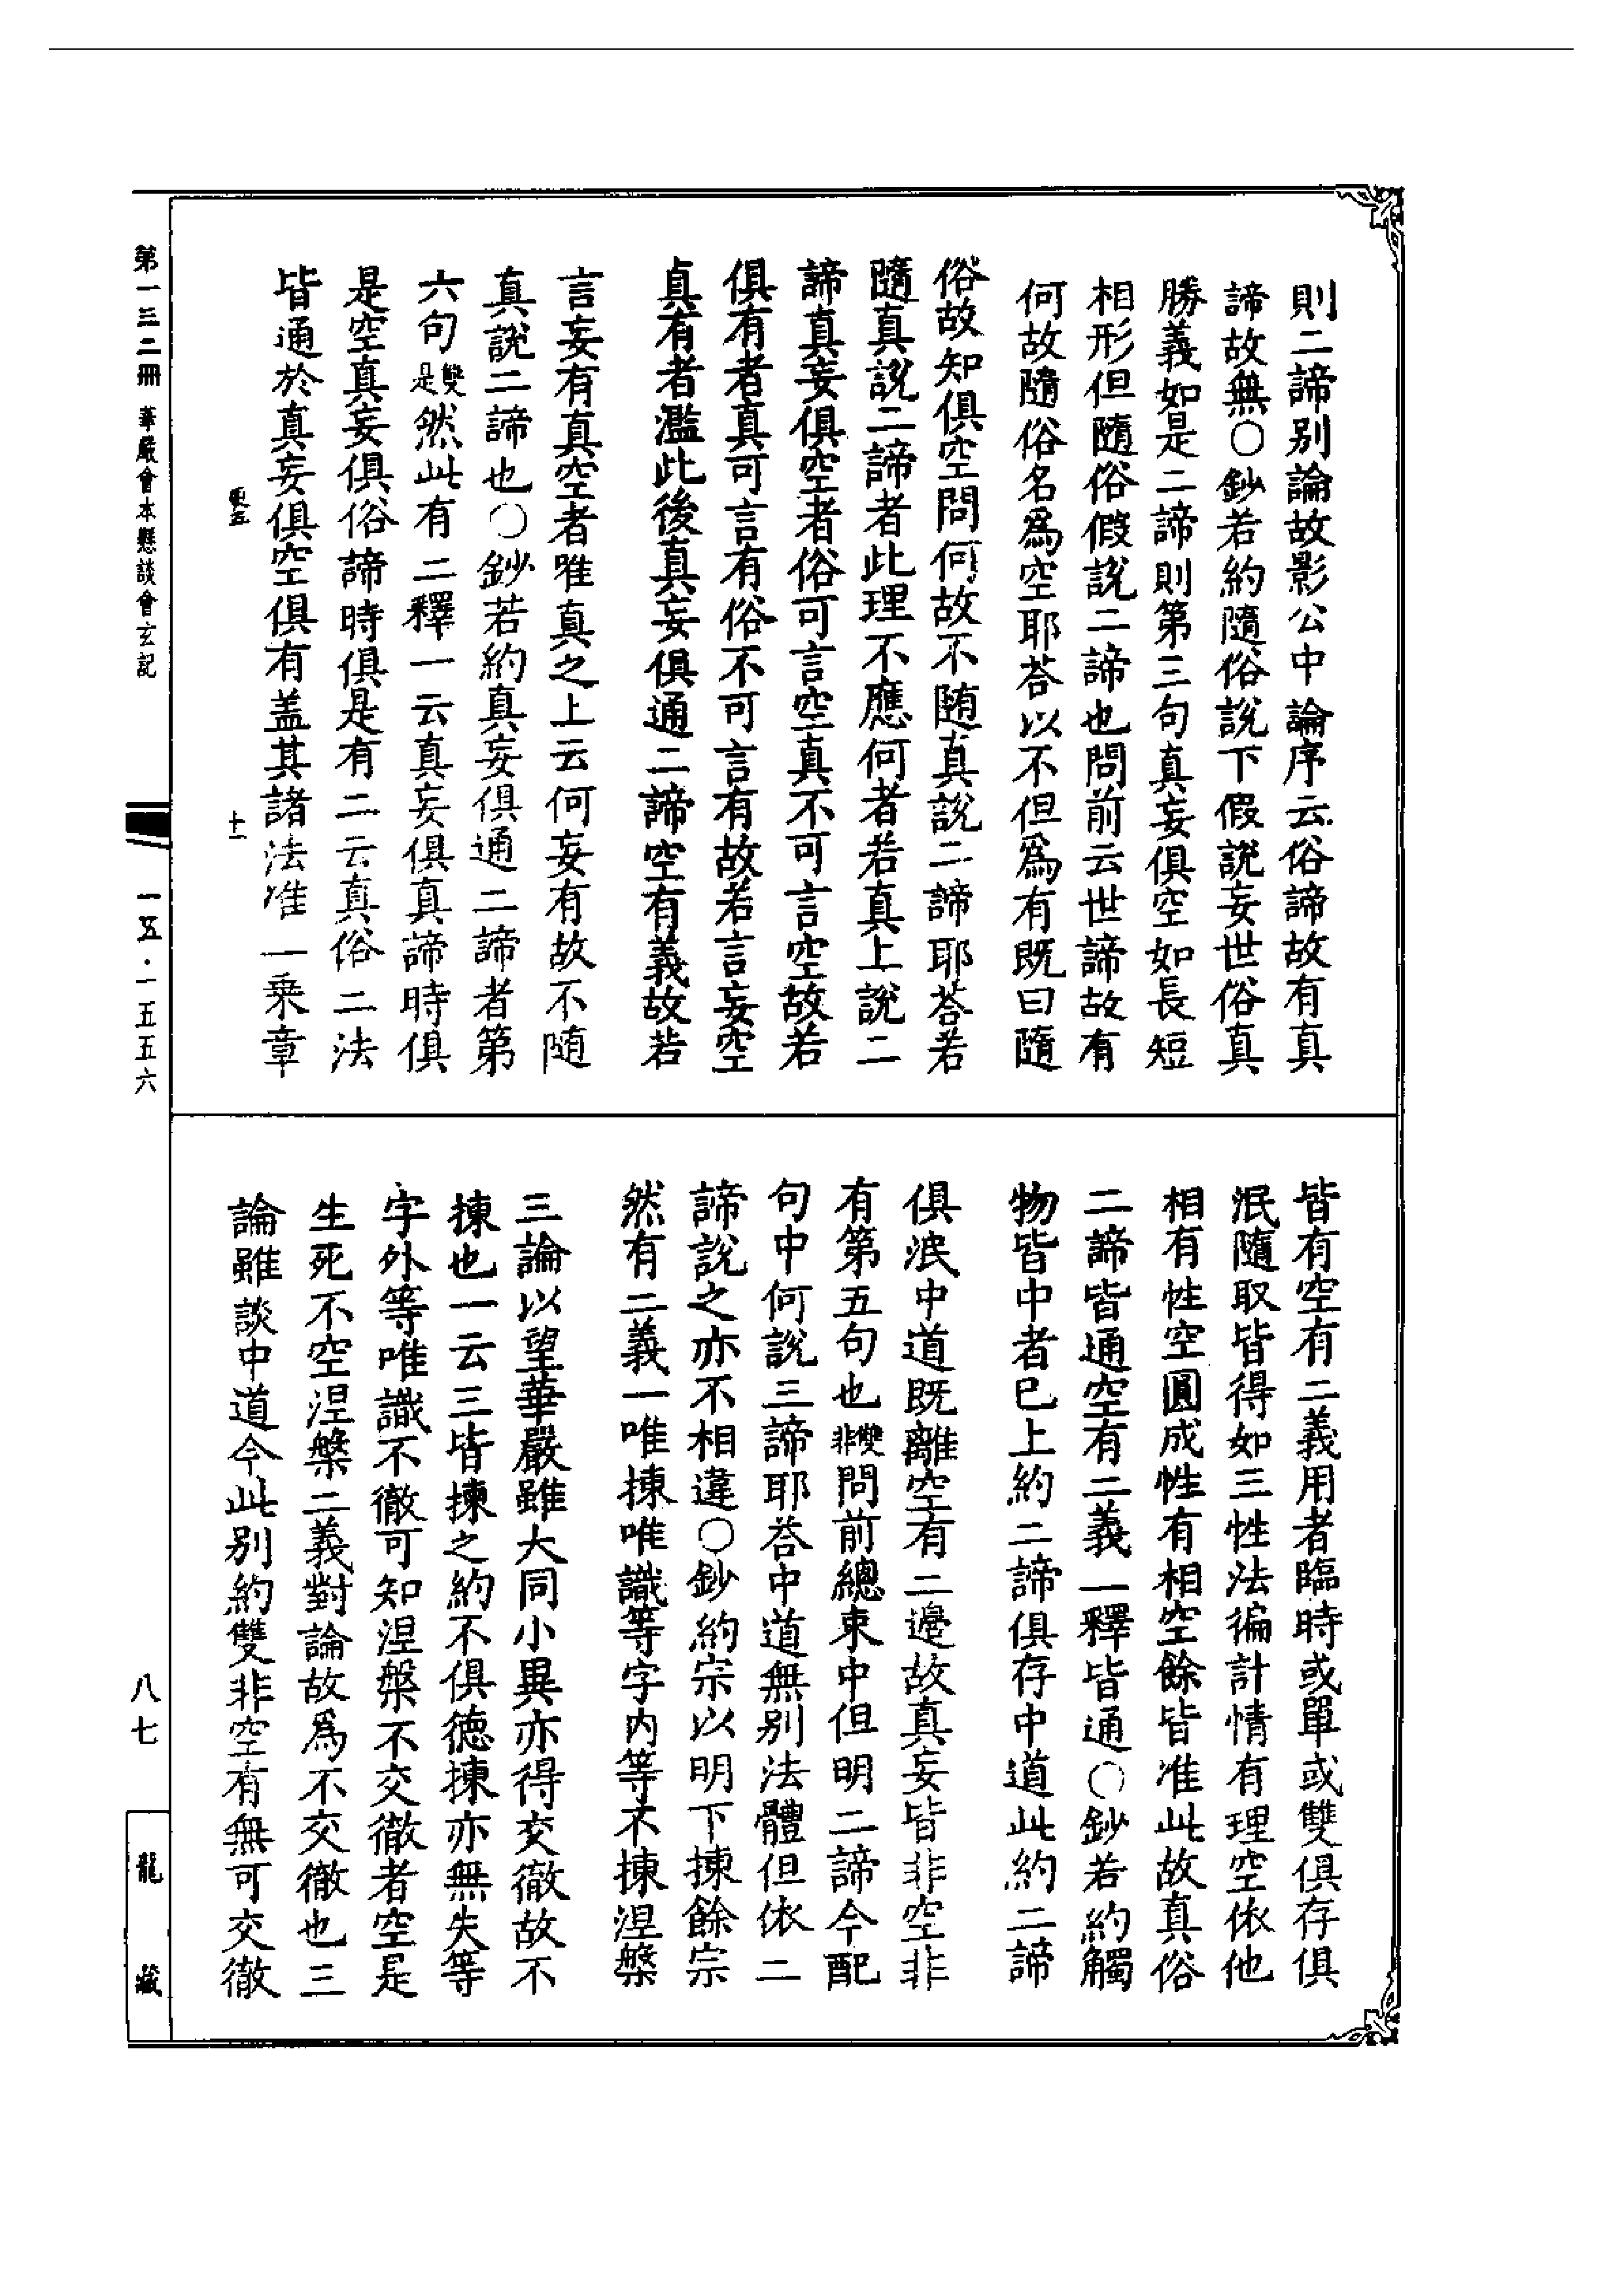 則二諦别論故影公中論序云俗諦故有真
諦故無〇鈔若約隨俗說下假說妄世俗真
勝義如是二諦則第三句真妄俱空如長短
相形但隨俗假說二諦也問前云世諦故有
何故隨俗名爲空耶荅以不但爲有既曰隨
俗故知俱空問何故不随真說二諦耶荅若
隨真說二諦者此理不應何者若真上說二
諦真妄俱空者俗可言空真不可言空故若
俱有者真可言有俗不可言有故若言妄空
真有者濫此後真妄俱通二諦空有義故若
言妄有真空者唯真之上云何妄有故不随
真說二諦也〇鈔若約真妄俱通二諦者第
六句雙是然此有二釋一云真妄俱真諦時俱
是空真妄俱俗諦時俱是有二云真俗二法
皆通於真妄俱空俱有盖其諸法准一乘章
皆有空有二義用者臨時或單或雙俱存俱
泯隨取皆得如三性法徧計情有理空依他
相有性空圓成性有相空餘皆准此故真俗
二諦皆通空有二義一釋皆通〇鈔若約觸
物皆中者已上約二諦俱存中道此約二諦
俱泯中道既離空有二邊故真妄皆非空非
有第五句也雙非問前總束中但明二諦今配
句中何說三諦耶荅中道無别法體但依二
諦說之亦不相違〇鈔約宗以明下揀餘宗
然有二義一唯揀唯識等字内等不揀涅槃
三論以望華嚴雖大同小異亦得交徹故不
揀也一云三皆揀之約不俱德揀亦無失等
字外等唯識不徹可知涅槃不交徹者空是
生死不空涅槃二義對論故爲不交徹也三
論雖談中道今此别約雙非空有無可交徹
第一三二冊 華嚴會本懸談會玄記
十一
一五·一五五六
八七
龍藏